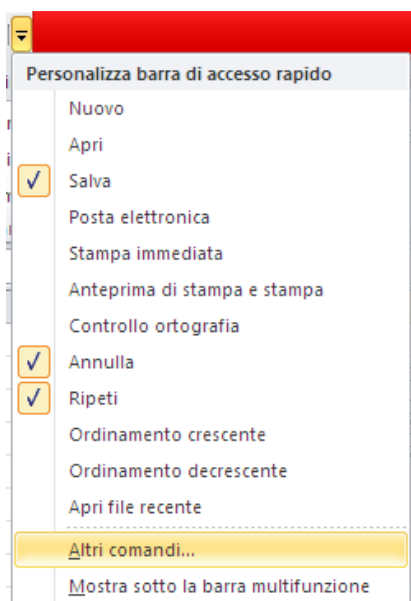 Personalizza barra di accesso rapido
Nuovo
Apri
Salva
Posta elettronica
Stampa immediata
Anteprima di stampa e stampa
Controllo ortografia
Annulla
Ripeti
Ordinamento crescente
Ordinamento decrescente
Apri file recente
Altri comandi...
Mostra sotto la barra multifunzione